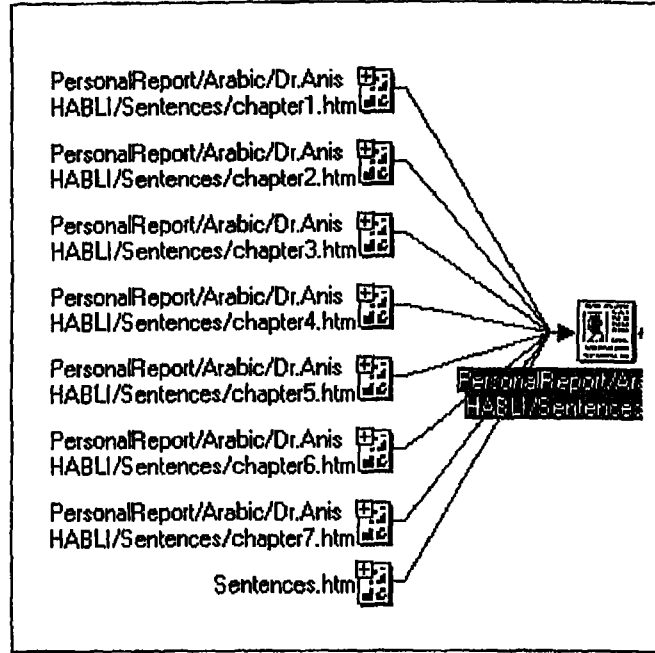 PersonalReport/Arabic/Dr.Anis
HABLI/Sentences/chapter1.htm
PersonalReport/Arabic/Dr.Anis
HABLI/Sentences/chapter2.htm
PersonalReport/Arabic/Dr.Anis
HABLI/Sentences/chapter3.htm
PersonalReport/Arabic/Dr.Anis
HABLI/Sentences/chapter4.htm
PersonalReport/Arabic/Dr.Anis
HABLI/Sentences/chapter5.htm
PersonalReport/Arabic/Dr.Anis
HABLI/Sentences/chapter6.htm
PersonalReport/Arabic/Dr.Anis
HABLI/Sentences/chapter7.htm
Sentences.htm
PersonalReport/Ar
HABLI/Sentences